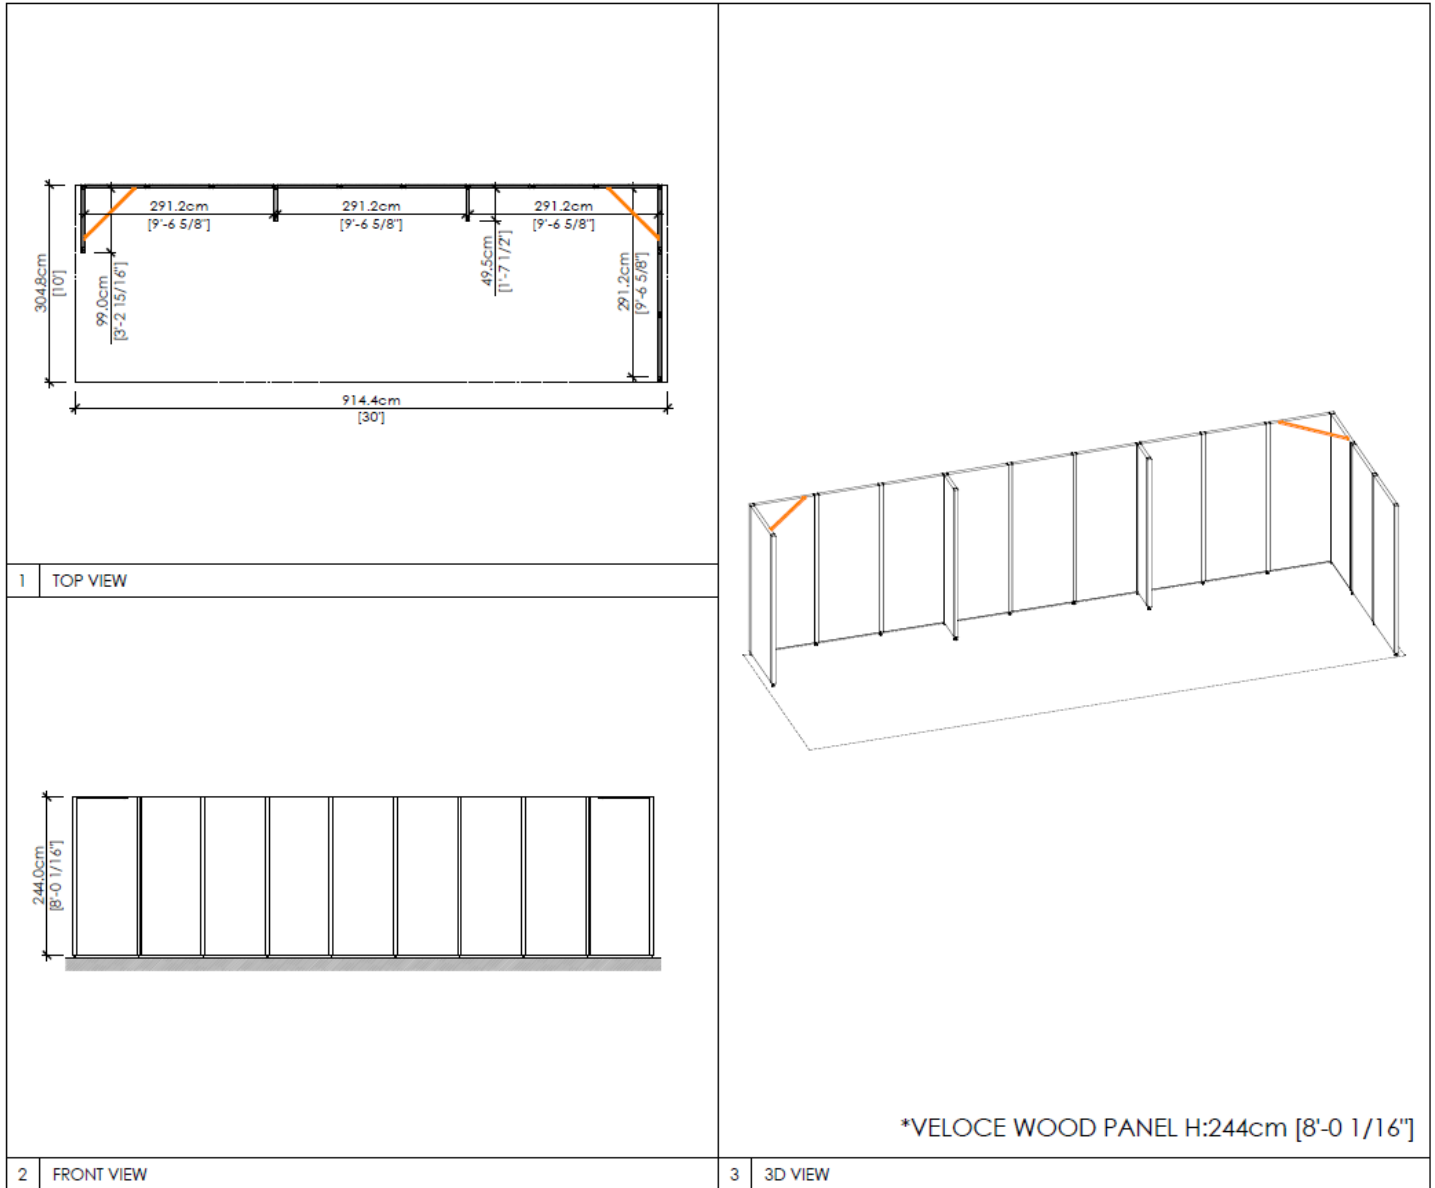 291.2cm
[9'-6 5/8"]
291.2cm
[9'-6 5/8"]
291.2cm
[9'-6 5/8"]
304.8cm
[10']
99.0cm
[3'-2 15/16"]
49.5cm
[1'-7 1/2"]
291.2cm
[9'-6 5/8"]
914.4cm
[30']
1 TOP VIEW
244.0cm
[8'-0 1/16"]
2 FRONT VIEW
*VELOCE WOOD PANEL H:244cm [8'-0 1/16"]
3 3D VIEW